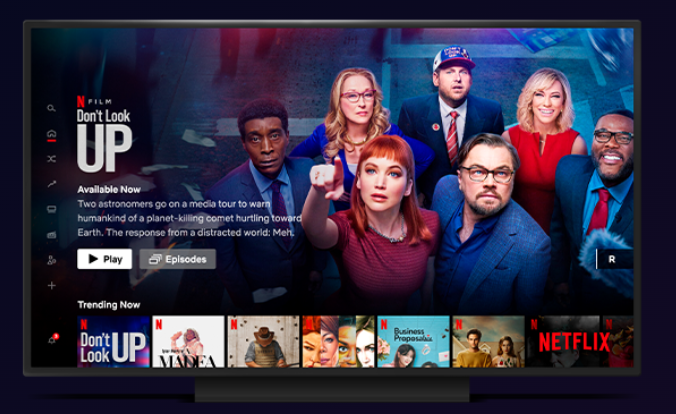 N FILM
Don't Look
UP
Available Now
Two astronomers go on a media tour to warn
humankind of a planet-killing comet hurtling toward
Earth. The response from a distracted world: Meh.
Play
Episodes
R
Trending Now
N
Don't
Look UP
N
MADEA
N
N
N
Business
Proposal
N
N
NETFLIX
N